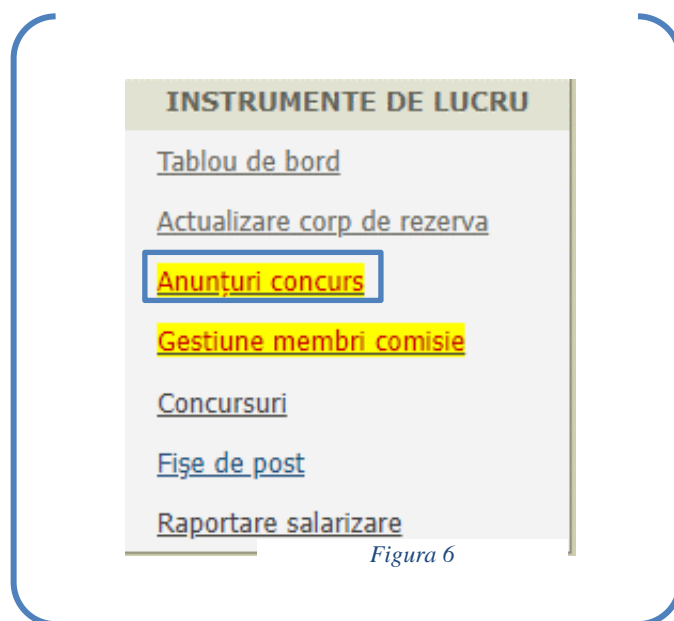 INSTRUMENTE DE LUCRU
Tablou de bord
Actualizare corp de rezerva
Anunțuri concurs
Gestiune membri comisie
Concursuri
Fişe de post
Raportare salarizare
Figura 6